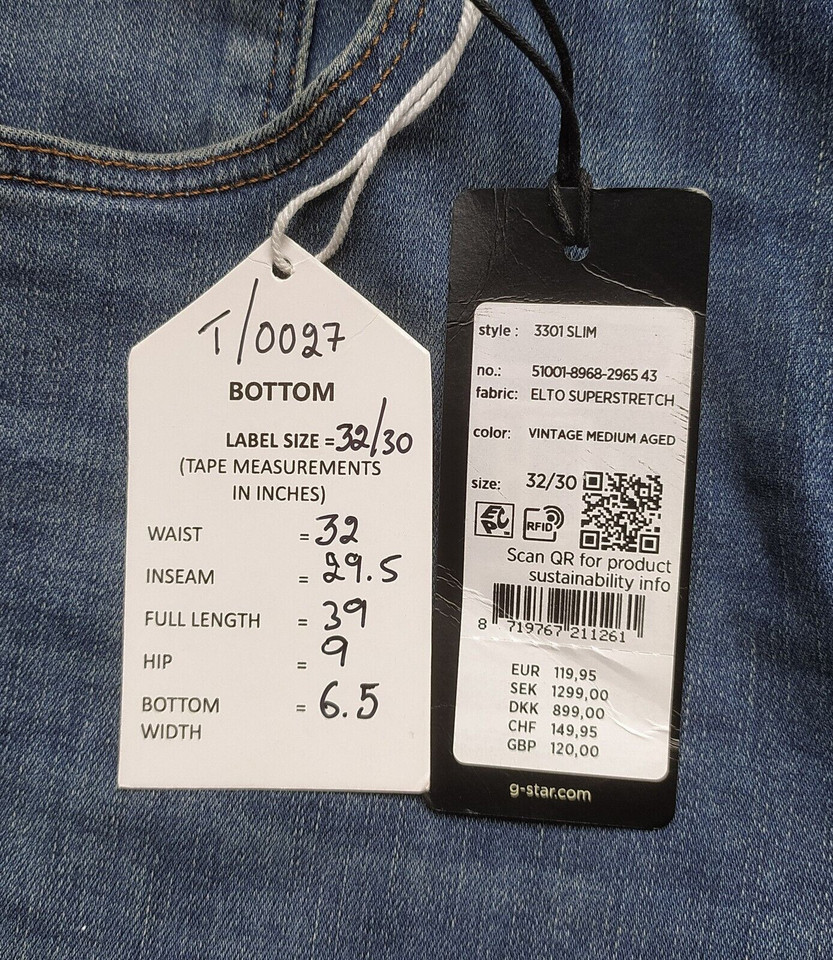 T/0027
BOTTOM
LABEL SIZE = 32/30
(TAPE MEASUREMENTS
IN INCHES)
WAIST = 32
INSEAM = 29.5
FULL LENGTH = 39
HIP = 9
BOTTOM = 6.5
WIDTH
style : 3301 SLIM
no.: 51001-8968-2965 43
fabric: ELTO SUPERSTRETCH
color: VINTAGE MEDIUM AGED
size: 32/30
RFID
Scan QR for product
sustainability info
8 719767 211261
EUR 119,95
SEK 1299,00
DKK 899,00
CHF 149,95
GBP 120,00
g-star.com